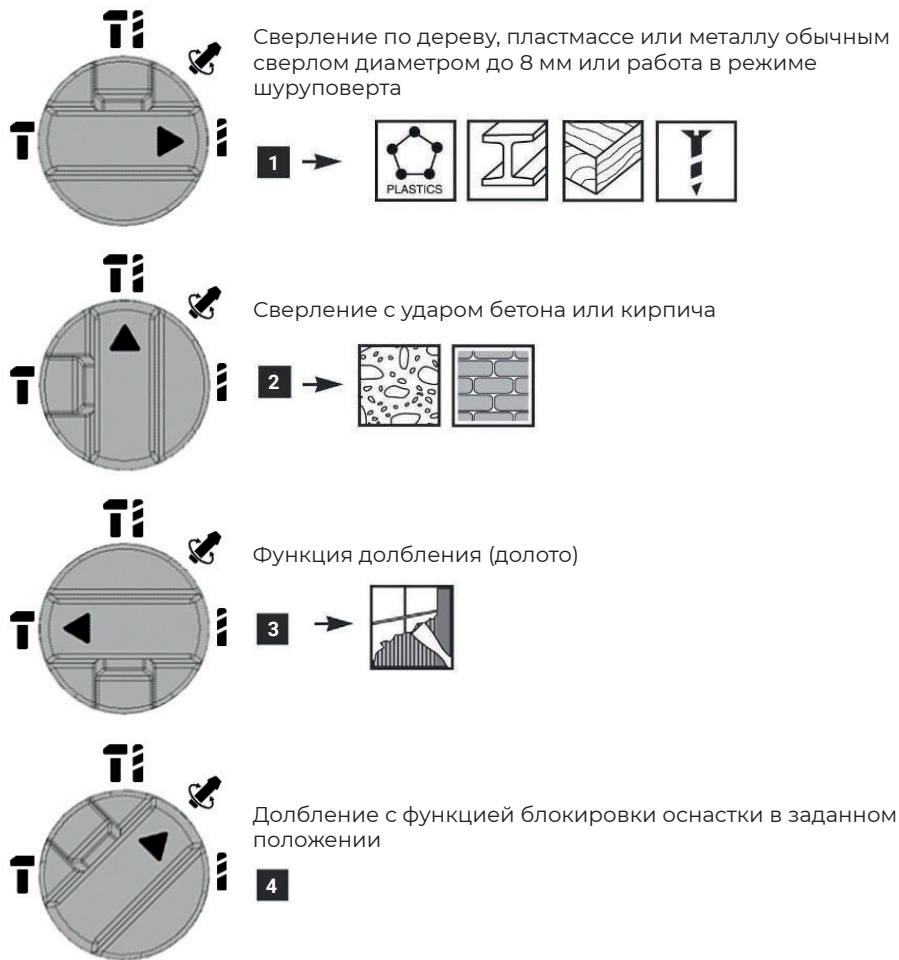 Сверление по дереву, пластмассе или металлу обычным
сверлом диаметром до 8 мм или работа в режиме
шуруповерта
1
PLASTICS
Сверление с ударом бетона или кирпича
2
Функция долбления (долото)
3
Долбление с функцией блокировки оснастки в заданном
положении
4